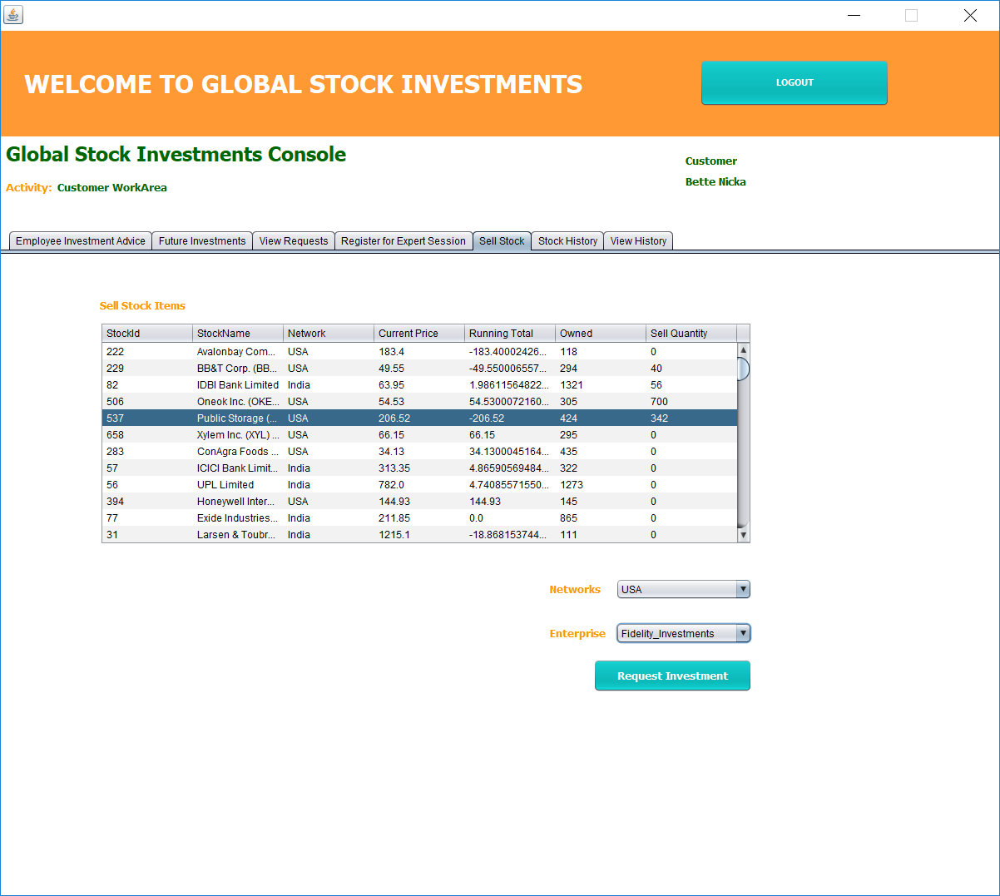 WELCOME TO GLOBAL STOCK INVESTMENTS
LOGOUT
Global Stock Investments Console
Customer
Bette Nicka
Activity: Customer WorkArea
Employee Investment Advice Future Investments View Requests Register for Expert Session Sell Stock Stock History View History
Sell Stock Items
StockId StockName Network Current Price Running Total Owned Sell Quantity
222 Avalonbay Com... USA 183.4 -183.40002426... 118 0
229 BB&T Corp. (BB... USA 49.55 -49.550006557... 294 40
82 IDBI Bank Limited India 63.95 1.98611564822... 1321 56
506 Oneok Inc. (OKE... USA 54.53 54.5300072160... 305 700
537 Public Storage (... USA 206.52 -206.52 424 342
658 Xylem Inc. (XYL) ... USA 66.15 66.15 295 0
283 ConAgra Foods ... USA 34.13 34.1300045164... 435 0
57 ICICI Bank Limit... India 313.35 4.86590569484... 322 0
56 UPL Limited India 782.0 4.74085571550... 1273 0
394 Honeywell Inter... USA 144.93 144.93 145 0
77 Exide Industries... India 211.85 0.0 865 0
31 Larsen & Toubr... India 1215.1 -18.868153744... 111 0
Networks USA
Enterprise Fidelity_Investments
Request Investment